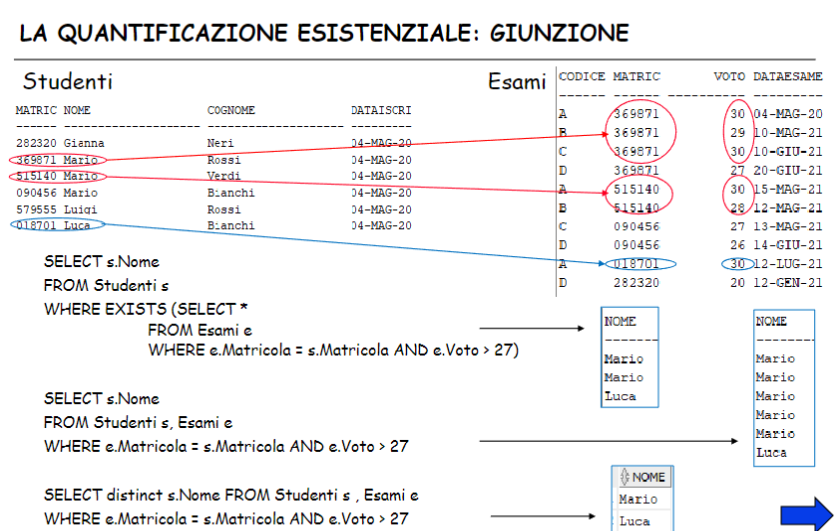 LA QUANTIFICAZIONE ESISTENZIALE: GIUNZIONE
Studenti
MATRIC NOME COGNOME DATAISCRI
------ -------------------- -------------------- ---------
282320 Gianna Neri 04-MAG-20
369871 Mario Rossi 04-MAG-20
515140 Mario Verdi 04-MAG-20
090456 Mario Bianchi 04-MAG-20
579555 Luigi Rossi 04-MAG-20
018701 Luca Bianchi 04-MAG-20
Esami
CODICE MATRIC VOTO DATAESAME
------ ------ ---------- ---------
A 369871 30 04-MAG-20
B 369871 29 10-MAG-21
C 369871 30 10-GIU-21
D 369871 27 20-GIU-21
A 515140 30 15-MAG-21
B 515140 28 12-MAG-21
C 090456 27 13-MAG-21
D 090456 26 14-GIU-21
A 018701 30 12-LUG-21
D 282320 20 12-GEN-21
SELECT s.Nome
FROM Studenti s
WHERE EXISTS (SELECT *
FROM Esami e
WHERE e.Matricola = s.Matricola AND e.Voto > 27)
NOME
-------
Mario
Mario
Luca
SELECT s.Nome
FROM Studenti s, Esami e
WHERE e.Matricola = s.Matricola AND e.Voto > 27
NOME
-------
Mario
Mario
Mario
Mario
Mario
Luca
SELECT distinct s.Nome FROM Studenti s , Esami e
WHERE e.Matricola = s.Matricola AND e.Voto > 27
NOME
Mario
Luca